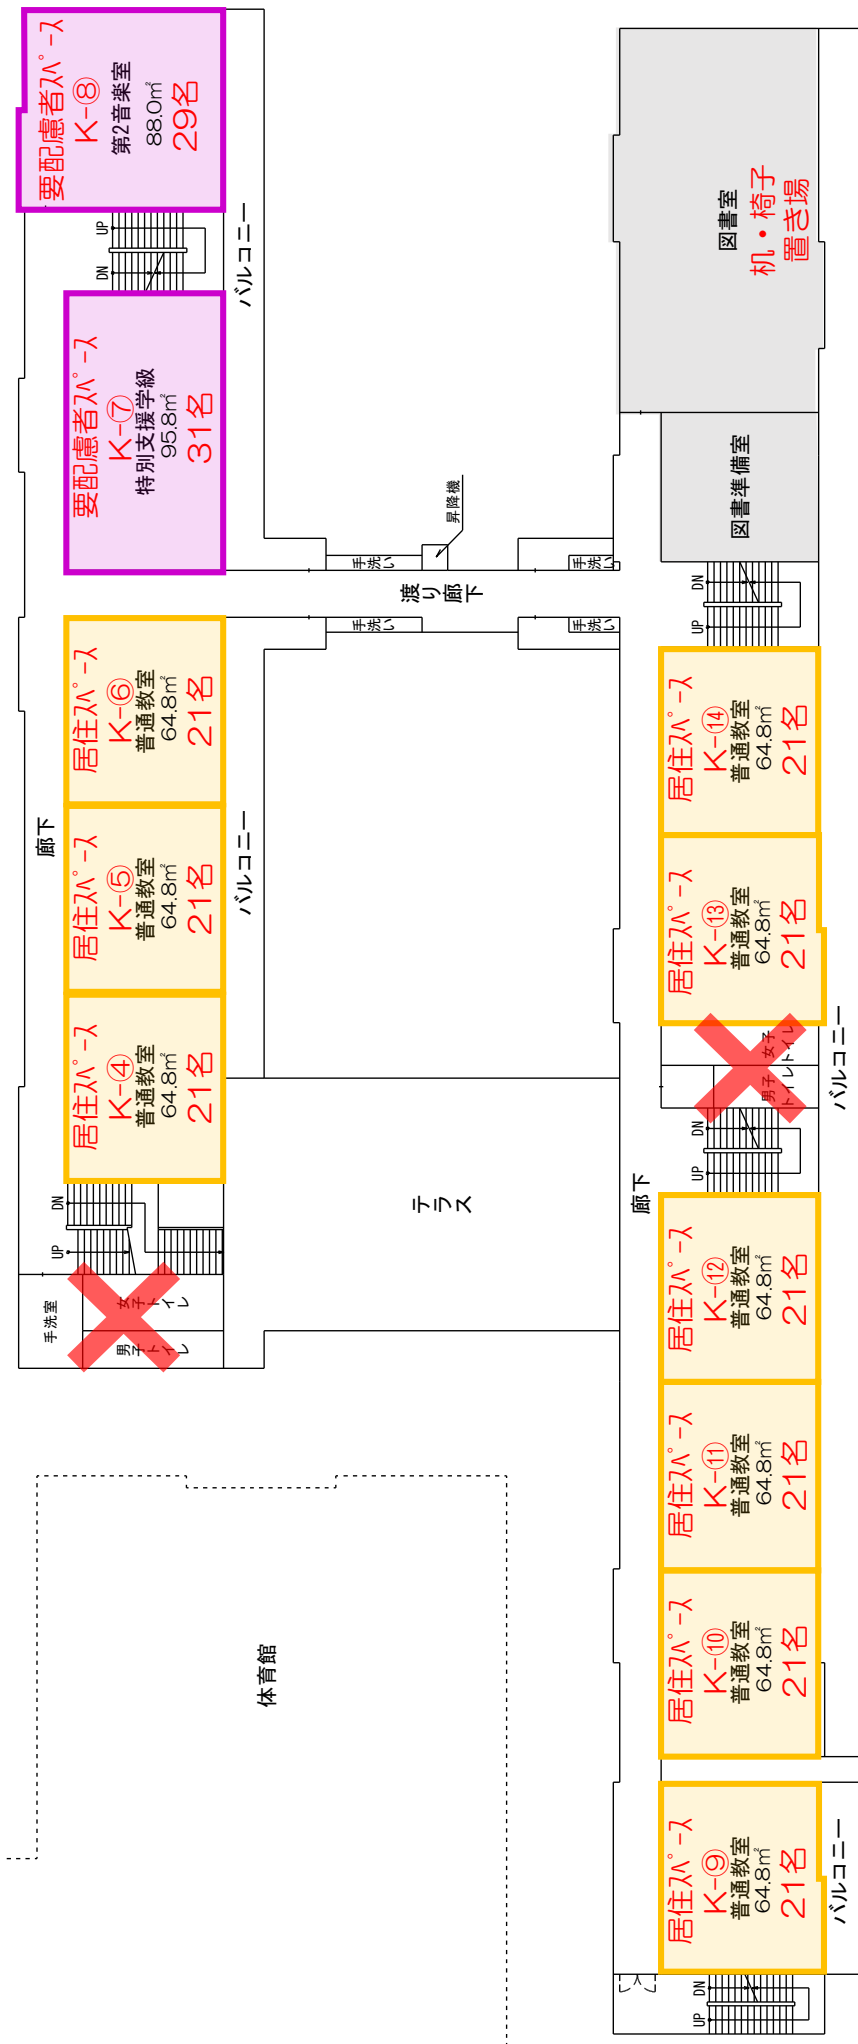 要配慮者スペース
K-⑧
第2音楽室
88.0㎡
29名
UP
DN
バルコニー
要配慮者スペース
K-⑦
特別支援学級
95.8㎡
31名
居住スペース
K-⑥
普通教室
64.8㎡
21名
廊下
居住スペース
K-⑤
普通教室
64.8㎡
21名
バルコニー
居住スペース
K-④
普通教室
64.8㎡
21名
DN
UP
手洗室
女子トイレ
男子トイレ
手洗い
昇降機
手洗い
渡り廊下
手洗い
手洗い
テラス
体育館
図書室
机・椅子
置き場
図書準備室
DN
UP
居住スペース
K-⑭
普通教室
64.8㎡
21名
居住スペース
K-⑬
普通教室
64.8㎡
21名
女子
トイレ
男子
トイレ
バルコニー
DN
UP
廊下
居住スペース
K-⑫
普通教室
64.8㎡
21名
居住スペース
K-⑪
普通教室
64.8㎡
21名
居住スペース
K-⑩
普通教室
64.8㎡
21名
居住スペース
K-⑨
普通教室
64.8㎡
21名
バルコニー
DN
UP